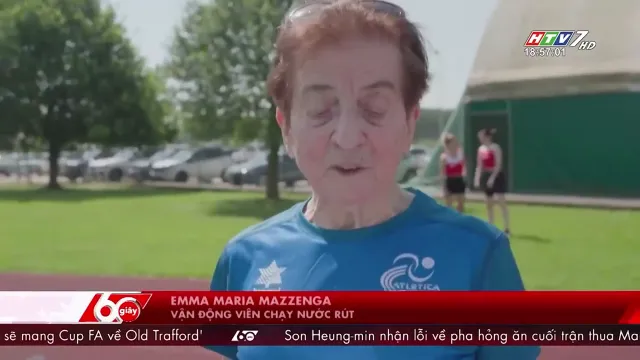 HTV7 HD
18:57:01
ATLETICA
60 giây
EMMA MARIA MAZZENGA
VẬN ĐỘNG VIÊN CHẠY NƯỚC RÚT
sẽ mang Cup FA về Old Trafford' 60 Son Heung-min nhận lỗi về pha hỏng ăn cuối trận thua Ma